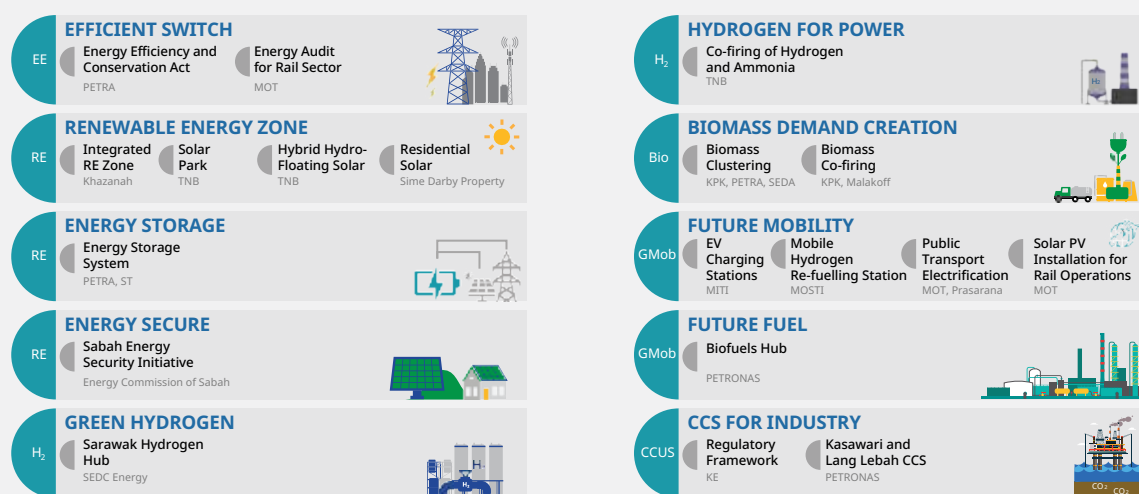 EE
EFFICIENT SWITCH
Energy Efficiency and
Conservation Act
PETRA
Energy Audit
for Rail Sector
MOT
RE
RENEWABLE ENERGY ZONE
Integrated
RE Zone
Khazanah
Solar
Park
TNB
Hybrid Hydro-
Floating Solar
TNB
Residential
Solar
Sime Darby Property
RE
ENERGY STORAGE
Energy Storage
System
PETRA, ST
RE
ENERGY SECURE
Sabah Energy
Security Initiative
Energy Commission of Sabah
H₂
GREEN HYDROGEN
Sarawak Hydrogen
Hub
SEDC Energy
H₂
H₂
HYDROGEN FOR POWER
Co-firing of Hydrogen
and Ammonia
TNB
H₂
Bio
BIOMASS DEMAND CREATION
Biomass
Clustering
KPK, PETRA, SEDA
Biomass
Co-firing
KPK, Malakoff
GMob
FUTURE MOBILITY
EV
Charging
Stations
MITI
Mobile
Hydrogen
Re-fuelling Station
MOSTI
Public
Transport
Electrification
MOT, Prasarana
Solar PV
Installation for
Rail Operations
MOT
GMob
FUTURE FUEL
Biofuels Hub
PETRONAS
CCUS
CCS FOR INDUSTRY
Regulatory
Framework
KE
Kasawari and
Lang Lebah CCS
PETRONAS
CO₂
CO₂